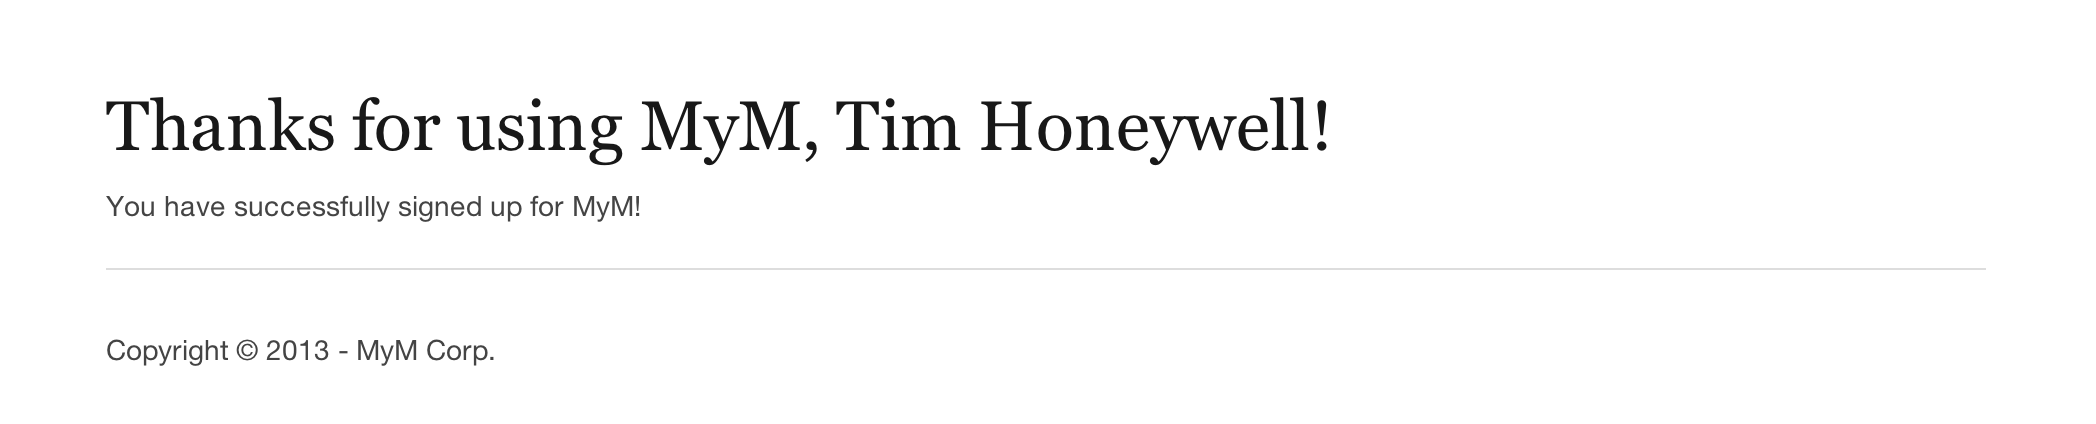 Thanks for using MyM, Tim Honeywell!
You have successfully signed up for MyM!
Copyright © 2013 - MyM Corp.